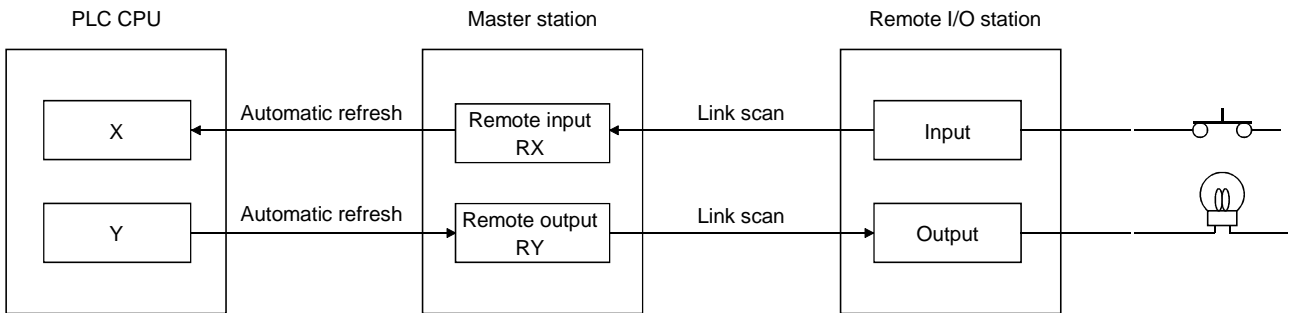 PLC CPU
Master station
Remote I/O station
X
Automatic refresh
Remote input
RX
Link scan
Input
Y
Automatic refresh
Remote output
RY
Link scan
Output